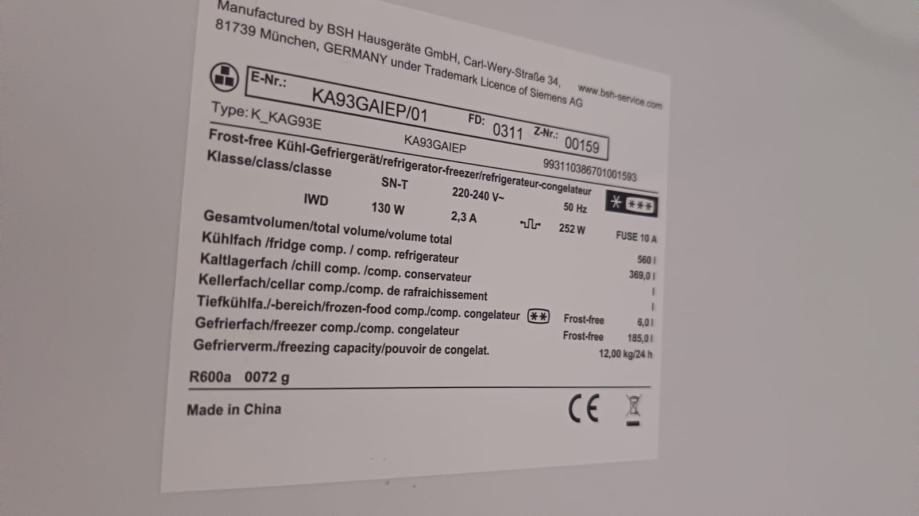 Manufactured by BSH Hausgeräte GmbH, Carl-Wery-Straße 34,
81739 München, GERMANY under Trademark Licence of Siemens AG
www.bsh-service.com
E-Nr.: KA93GAIEP/01 FD: 0311 Z-Nr.: 00159
Type: K_KAG93E KA93GAIEP 993110386701001593
Frost-free Kühl-Gefriergerät/refrigerator-freezer/refrigerateur-congelateur
Klasse/class/classe SN-T 220-240 V~ 50 Hz
IWD 130 W 2,3 A 252 W FUSE 10 A
Gesamtvolumen/total volume/volume total 560 l
Kühlfach /fridge comp. / comp. refrigerateur 369,0 l
Kaltlagerfach /chill comp. /comp. conservateur l
Kellerfach/cellar comp./comp. de rafraichissement l
Tiefkühlfa./-bereich/frozen-food comp./comp. congelateur ** Frost-free 6,0 l
Gefrierfach/freezer comp./comp. congelateur Frost-free 185,0 l
Gefrierverm./freezing capacity/pouvoir de congelat. 12,00 kg/24 h
R600a 0072 g
Made in China
CE